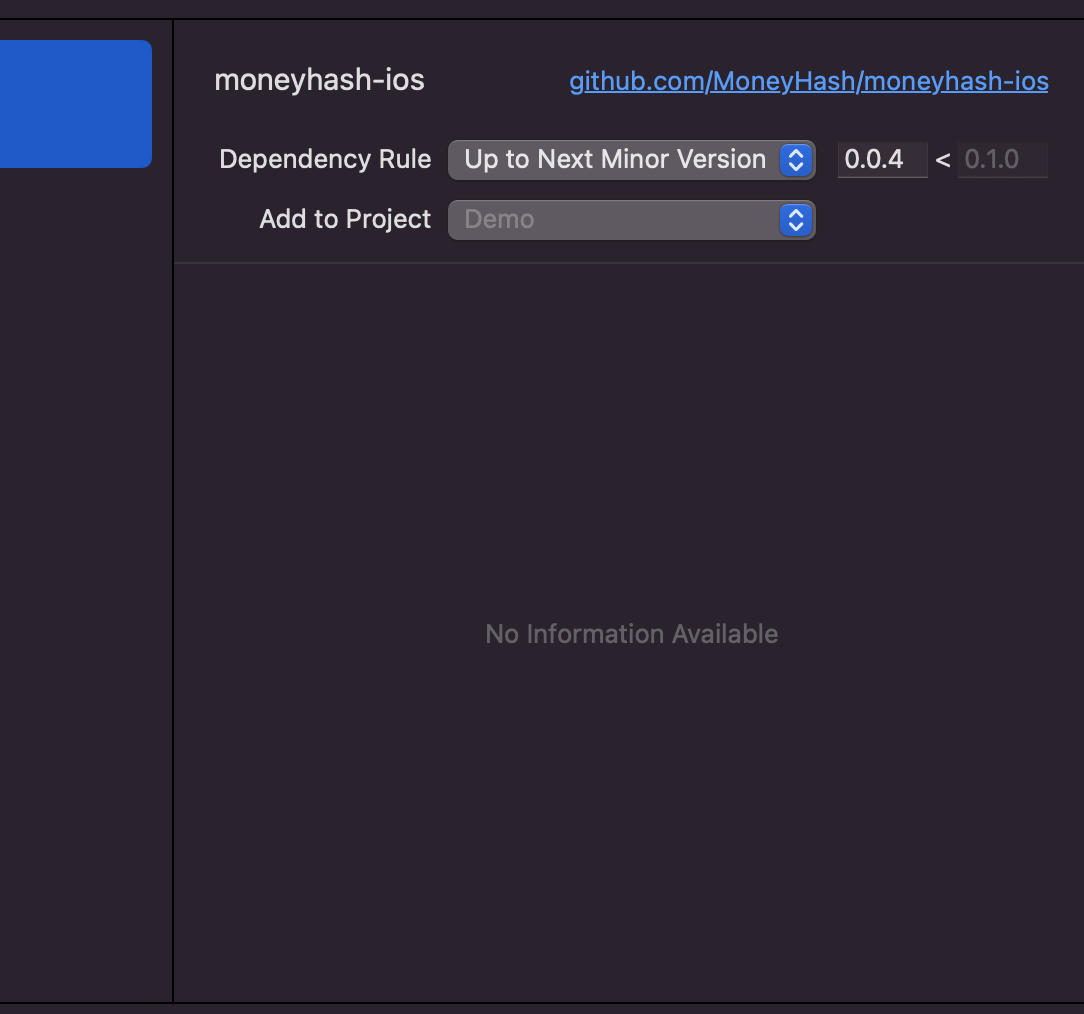 moneyhash-ios github.com/MoneyHash/moneyhash-ios
Dependency Rule Up to Next Minor Version 0.0.4 < 0.1.0
Add to Project Demo
No Information Available